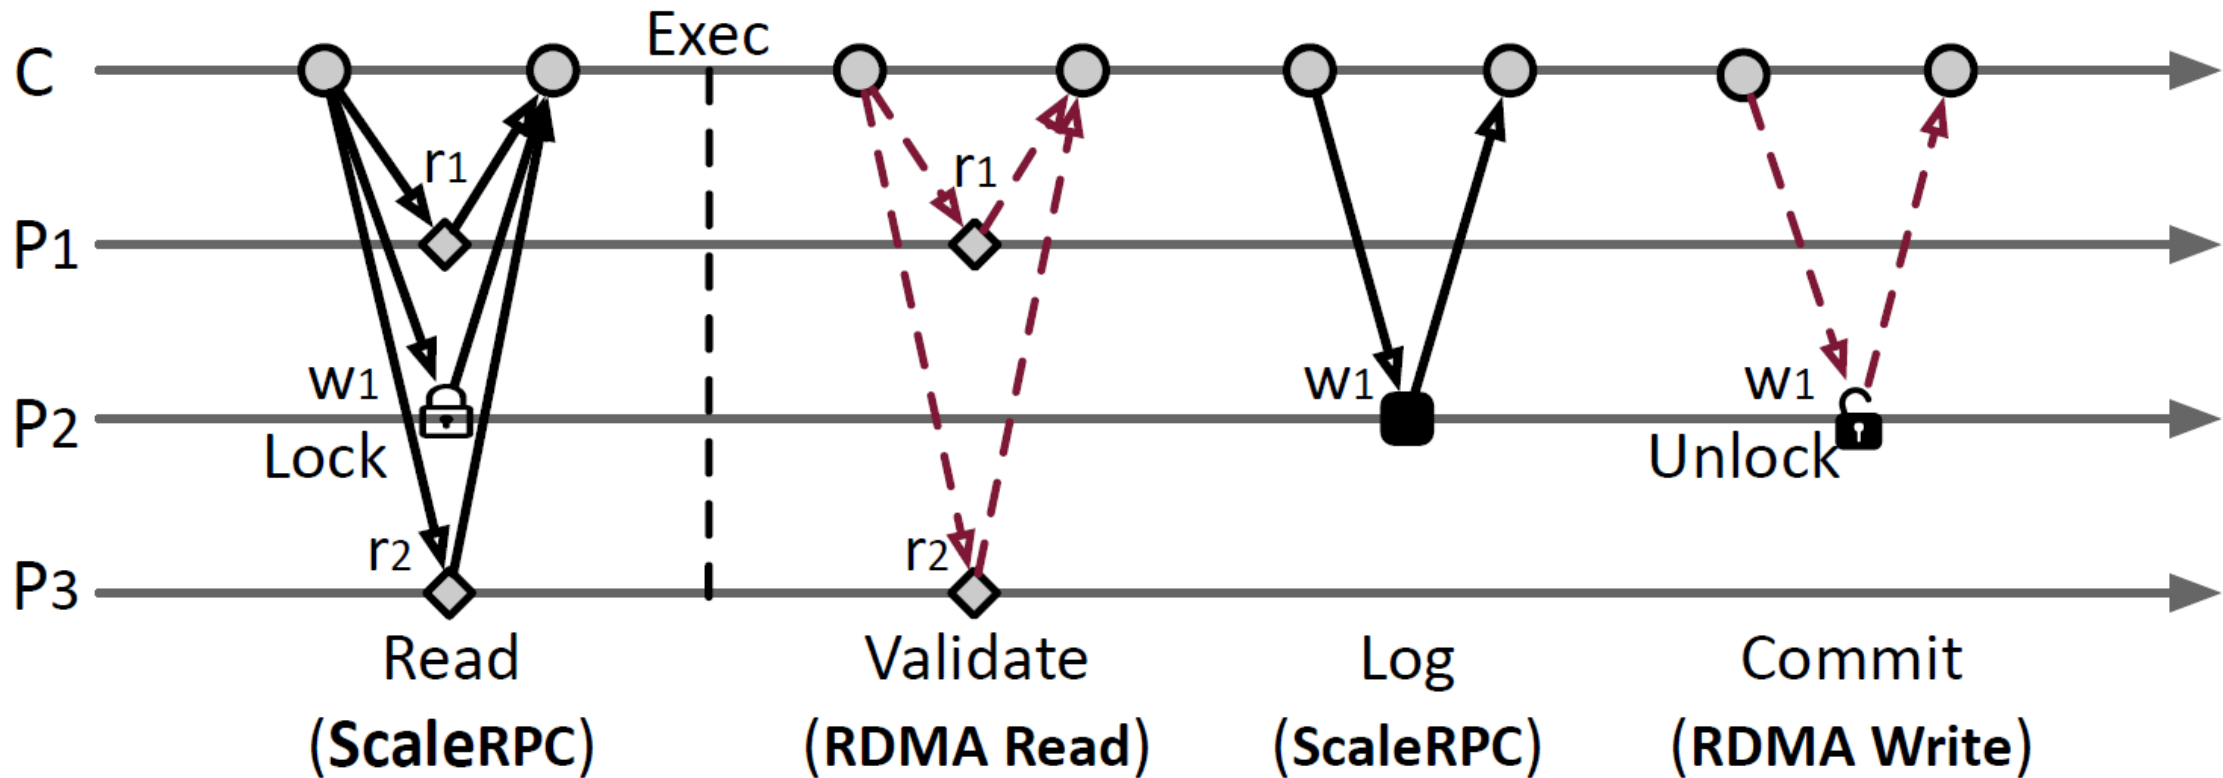 Exec
C
r1
r1
P1
w1
w1
w1
P2
Lock
Unlock
r2
r2
P3
Read
Validate
Log
Commit
(ScaleRPC)
(RDMA Read)
(ScaleRPC)
(RDMA Write)